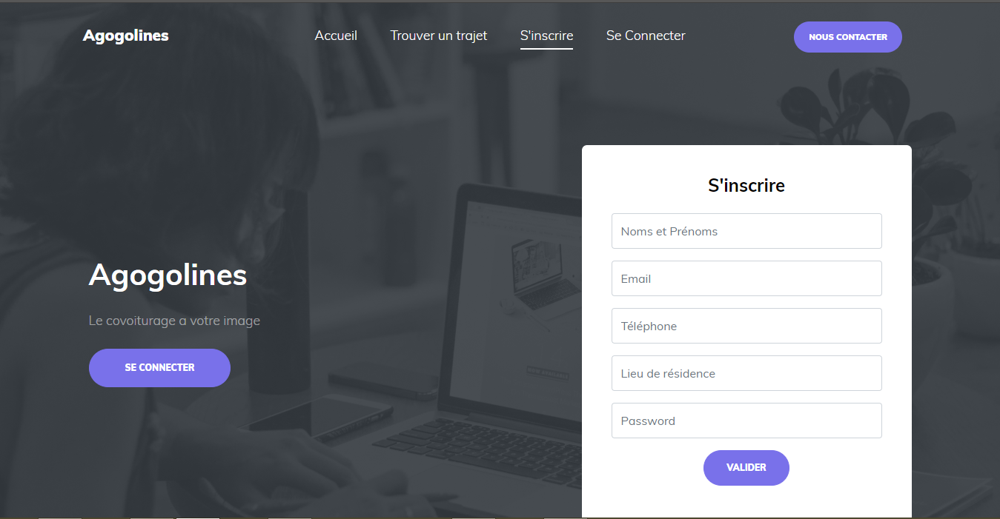 Agogolines
Accueil
Trouver un trajet
S'inscrire
Se Connecter
NOUS CONTACTER
Agogolines
Le covoiturage a votre image
SE CONNECTER
S'inscrire
Noms et Prénoms
Email
Téléphone
Lieu de résidence
Password
VALIDER